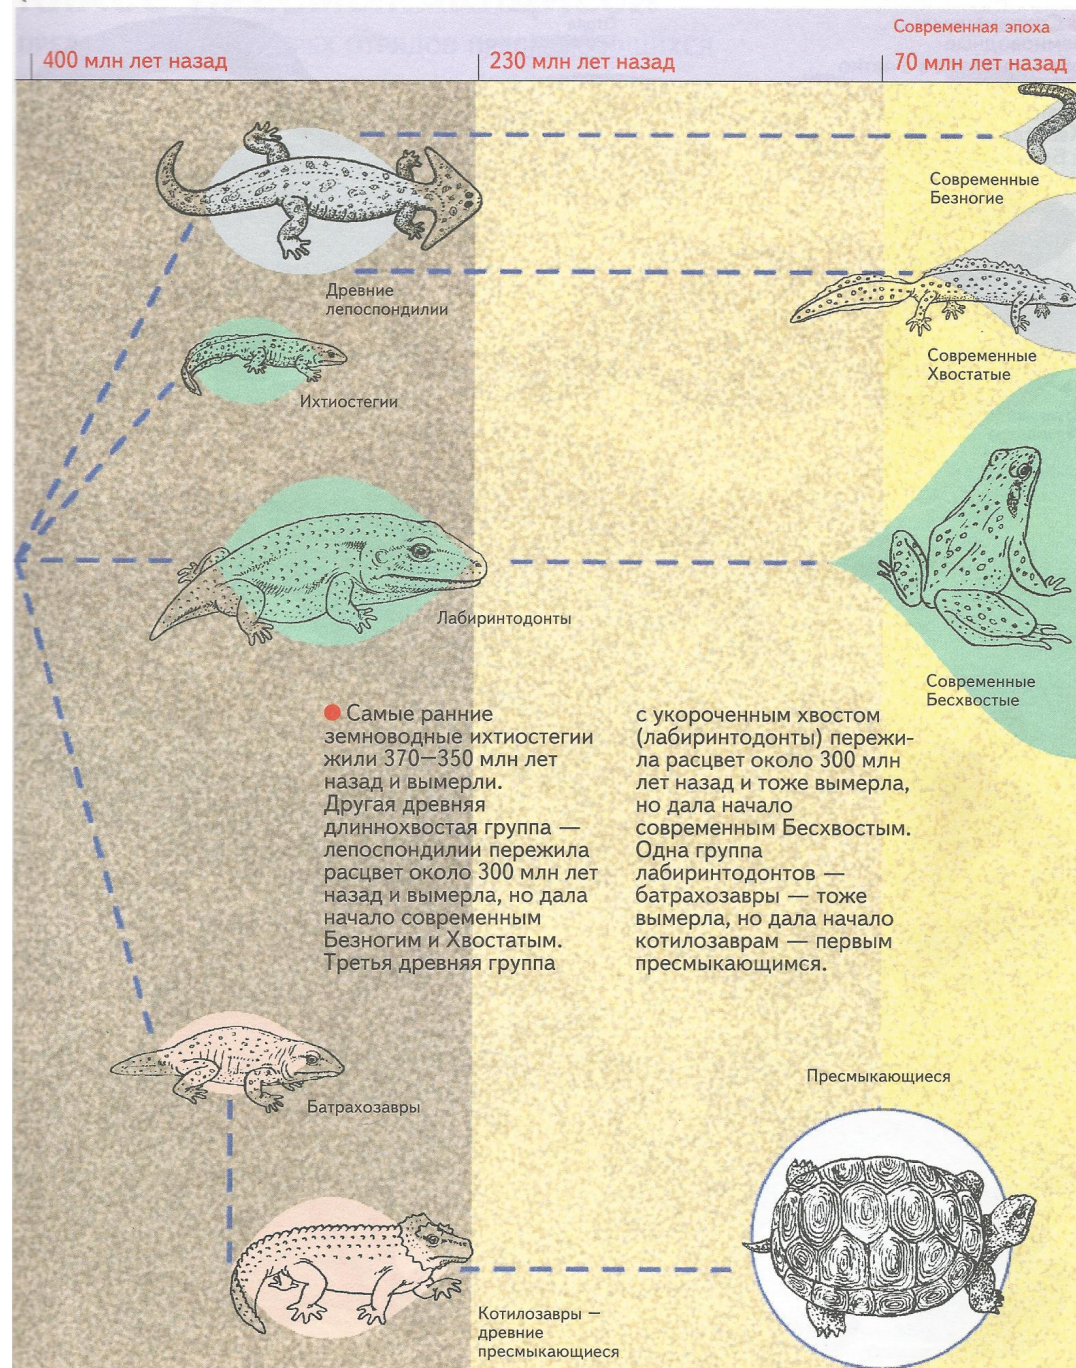 Современная эпоха
400 млн лет назад
230 млн лет назад
70 млн лет назад
Современные
Безногие
Древние
лепоспондилии
Современные
Хвостатые
Ихтиостегии
Лабиринтодонты
Современные
Бесхвостые
Самые ранние
земноводные ихтиостегии
жили 370—350 млн лет
назад и вымерли.
Другая древняя
длиннохвостая группа —
лепоспондилии пережила
расцвет около 300 млн лет
назад и вымерла, но дала
начало современным
Безногим и Хвостатым.
Третья древняя группа
с укороченным хвостом
(лабиринтодонты) пережи-
ла расцвет около 300 млн
лет назад и тоже вымерла,
но дала начало
современным Бесхвостым.
Одна группа
лабиринтодонтов —
батрахозавры — тоже
вымерла, но дала начало
котилозаврам — первым
пресмыкающимся.
Пресмыкающиеся
Батрахозавры
Котилозавры —
древние
пресмыкающиеся